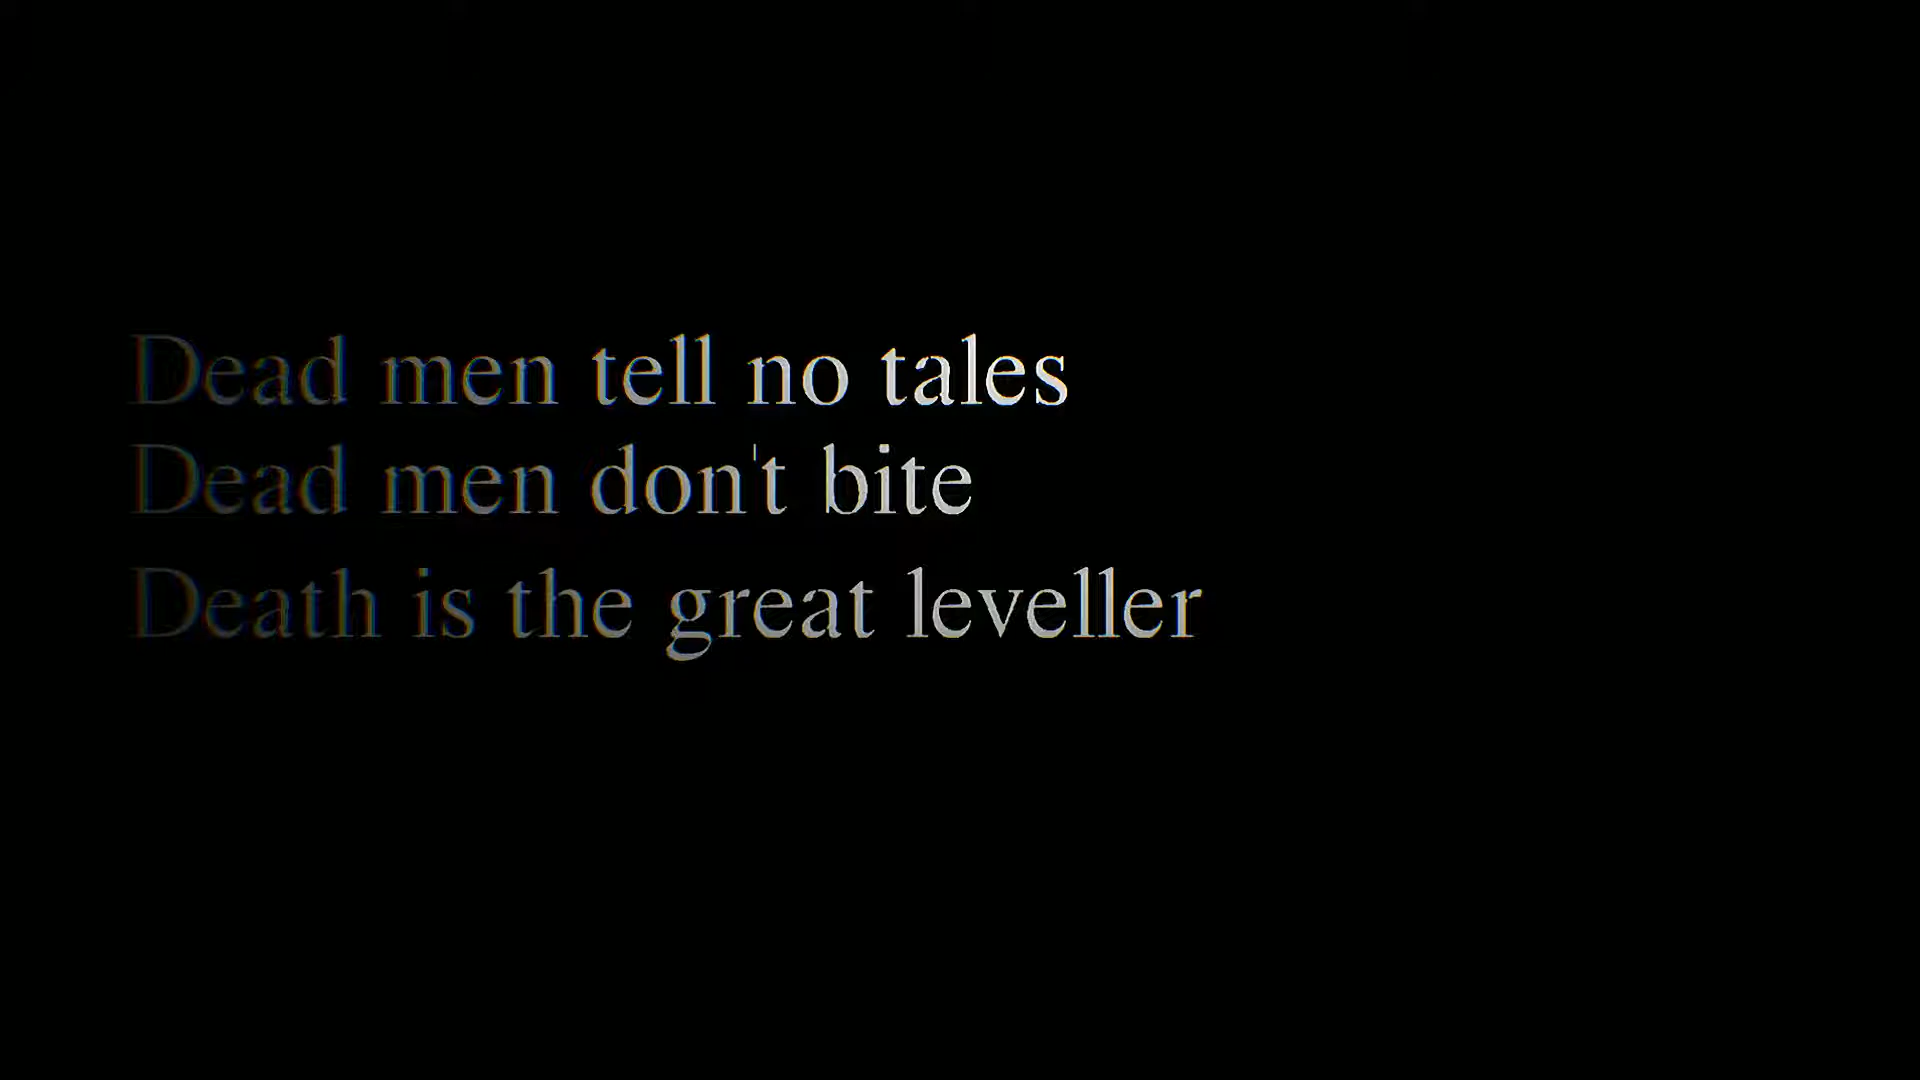 Dead men tell no tales
Dead men don't bite
Death is the great leveller